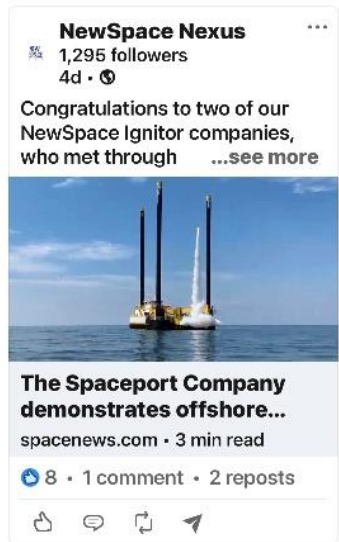 NewSpace Nexus
1,295 followers
4d •
Congratulations to two of our
NewSpace Ignitor companies,
who met through ...see more
The Spaceport Company
demonstrates offshore...
spacenews.com • 3 min read
8 • 1 comment • 2 reposts